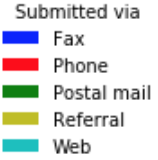 Submitted via
Fax
Phone
Postal mail
Referral
Web